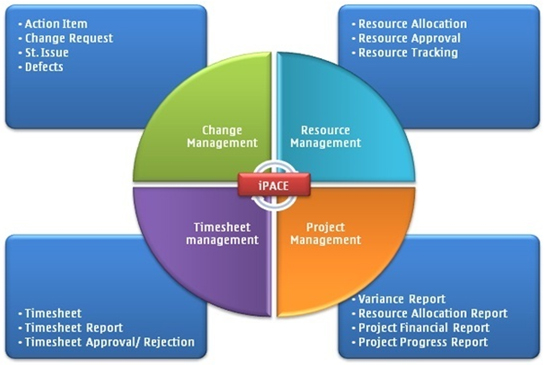 • Action Item
• Change Request
• St. Issue
• Defects
• Resource Allocation
• Resource Approval
• Resource Tracking
Change
Management
Resource
Management
iPACE
Timesheet
management
Project
Management
• Timesheet
• Timesheet Report
• Timesheet Approval/ Rejection
• Variance Report
• Resource Allocation Report
• Project Financial Report
• Project Progress Report